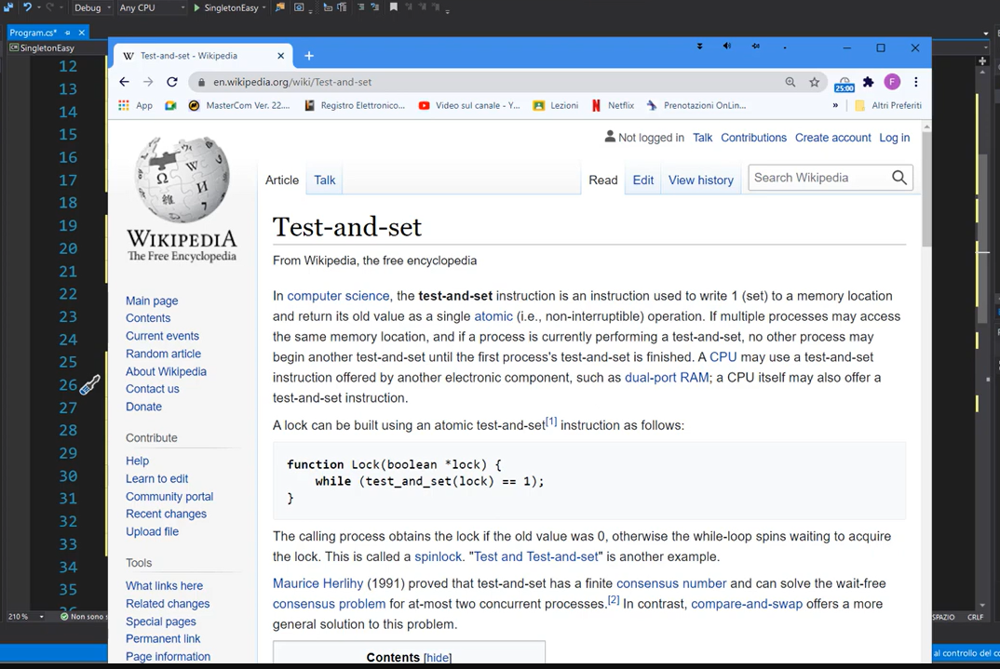 Debug
Any CPU
SingletonEasy
Program.cs*
SingletonEasy
12
13
14
15
16
17
18
19
20
21
22
23
24
25
26
27
28
29
30
31
32
33
34
35
210 %
Non sono s
W Test-and-set - Wikipedia
en.wikipedia.org/wiki/Test-and-set
25:00
F
App
MasterCom Ver. 22....
Registro Elettronico...
Video sul canale - Y...
Lezioni
Netflix
Prenotazioni OnLin...
»
Altri Preferiti
Not logged in Talk Contributions Create account Log in
Article Talk
Read Edit View history
Search Wikipedia
WIKIPEDIA
The Free Encyclopedia
Main page
Contents
Current events
Random article
About Wikipedia
Contact us
Donate
Contribute
Help
Learn to edit
Community portal
Recent changes
Upload file
Tools
What links here
Related changes
Special pages
Permanent link
Page information
Test-and-set
From Wikipedia, the free encyclopedia
In computer science, the test-and-set instruction is an instruction used to write 1 (set) to a memory location
and return its old value as a single atomic (i.e., non-interruptible) operation. If multiple processes may access
the same memory location, and if a process is currently performing a test-and-set, no other process may
begin another test-and-set until the first process's test-and-set is finished. A CPU may use a test-and-set
instruction offered by another electronic component, such as dual-port RAM; a CPU itself may also offer a
test-and-set instruction.
A lock can be built using an atomic test-and-set[1] instruction as follows:
function Lock(boolean *lock) {
while (test_and_set(lock) == 1);
}
The calling process obtains the lock if the old value was 0, otherwise the while-loop spins waiting to acquire
the lock. This is called a spinlock. "Test and Test-and-set" is another example.
Maurice Herlihy (1991) proved that test-and-set has a finite consensus number and can solve the wait-free
consensus problem for at-most two concurrent processes.[2] In contrast, compare-and-swap offers a more
general solution to this problem.
Contents [hide]
SPAZIO
CRLF
al controllo del co